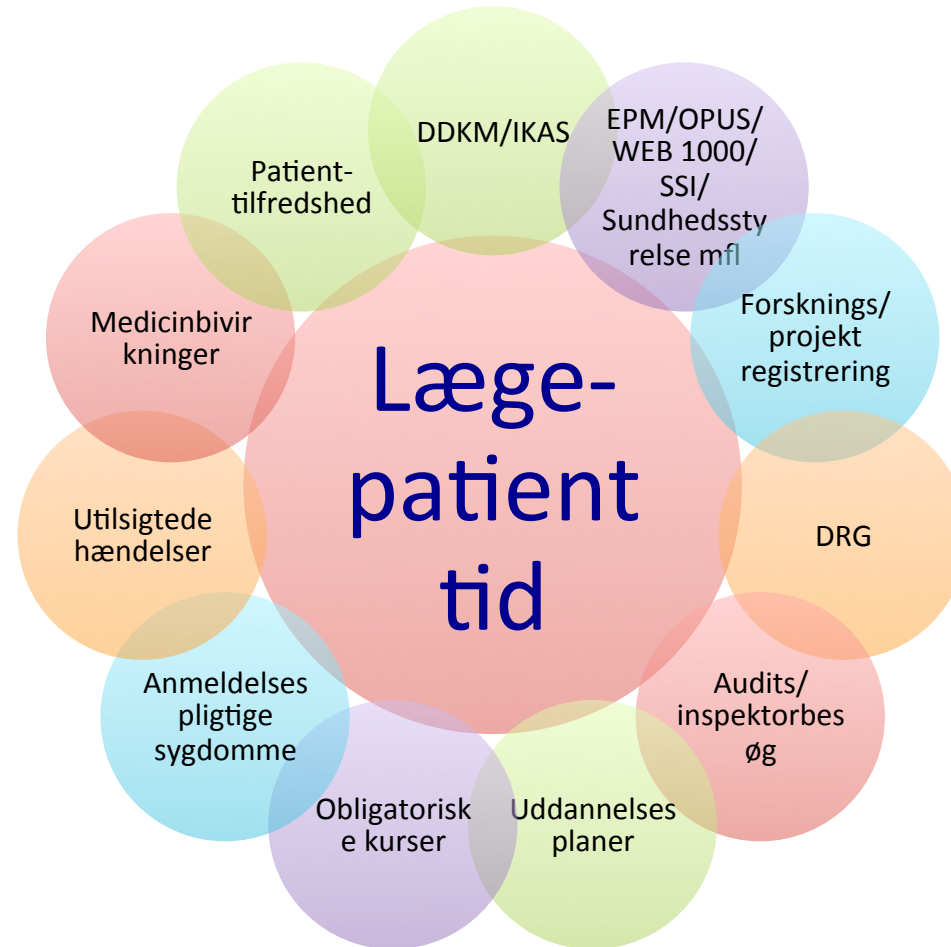 DDKM/IKAS
EPM/OPUS/
WEB 1000/
SSI/
Sundhedssty
relse mfl
Forsknings/
projekt
registrering
DRG
Audits/
inspektorbes
øg
Uddannelses
planer
Obligatorisk
e kurser
Anmeldelses
pligtige
sygdomme
Utilsigtede
hændelser
Medicinbivir
kninger
Patient-
tilfredshed
Læge-
patient
tid